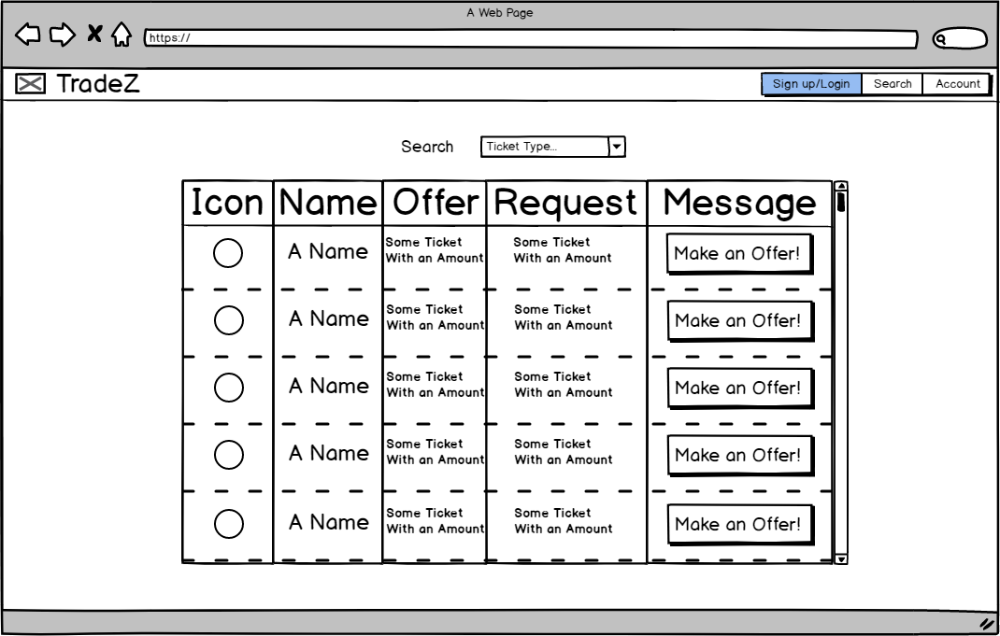 A Web Page
https://
TradeZ
Sign up/Login Search Account
Search Ticket Type...
Icon Name Offer Request Message
A Name
Some Ticket
With an Amount
Some Ticket
With an Amount
Make an Offer!
A Name
Some Ticket
With an Amount
Some Ticket
With an Amount
Make an Offer!
A Name
Some Ticket
With an Amount
Some Ticket
With an Amount
Make an Offer!
A Name
Some Ticket
With an Amount
Some Ticket
With an Amount
Make an Offer!
A Name
Some Ticket
With an Amount
Some Ticket
With an Amount
Make an Offer!